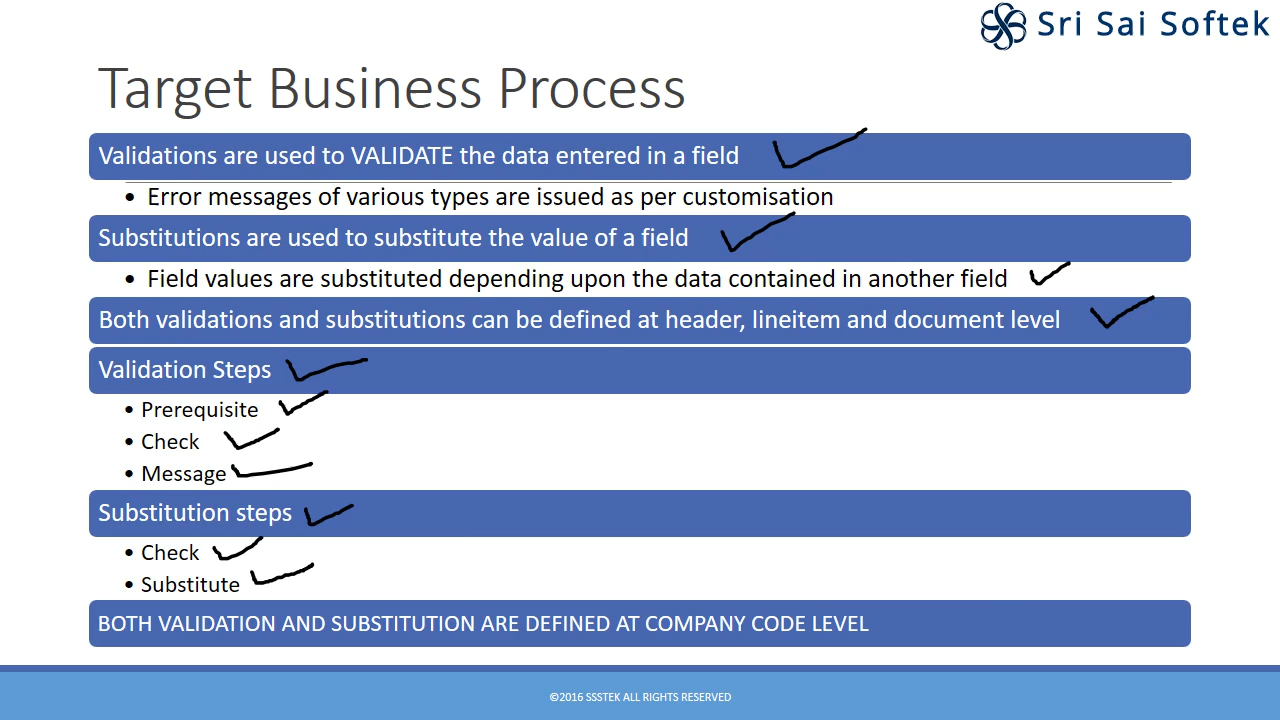 Sri Sai Softek
Target Business Process
Validations are used to VALIDATE the data entered in a field
• Error messages of various types are issued as per customisation
Substitutions are used to substitute the value of a field
• Field values are substituted depending upon the data contained in another field
Both validations and substitutions can be defined at header, lineitem and document level
Validation Steps
• Prerequisite
• Check
• Message
Substitution steps
• Check
• Substitute
BOTH VALIDATION AND SUBSTITUTION ARE DEFINED AT COMPANY CODE LEVEL
©2016 SSSTEK ALL RIGHTS RESERVED